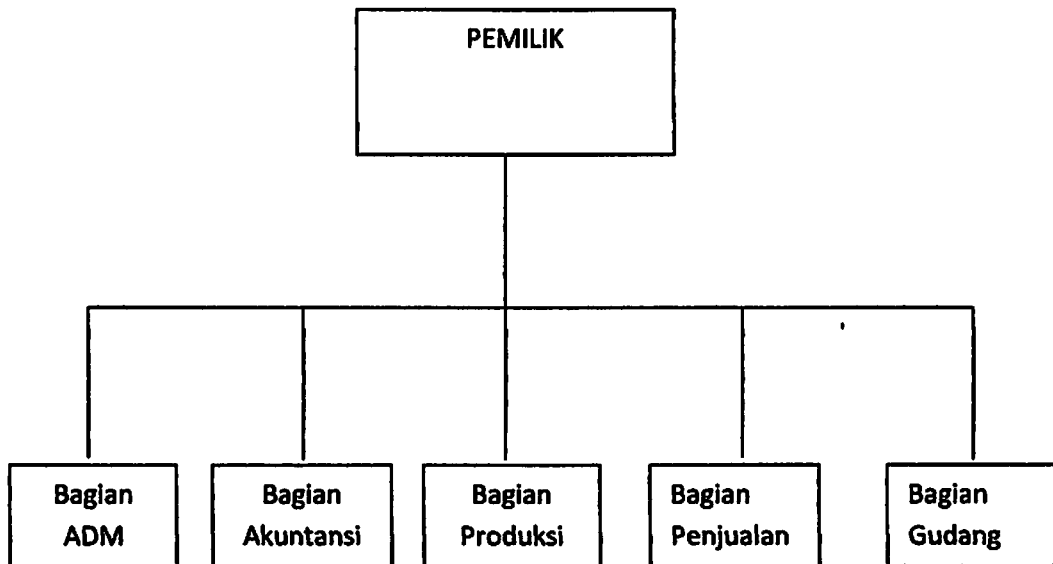 PEMILIK
Bagian
ADM
Bagian
Akuntansi
Bagian
Produksi
Bagian
Penjualan
Bagian
Gudang